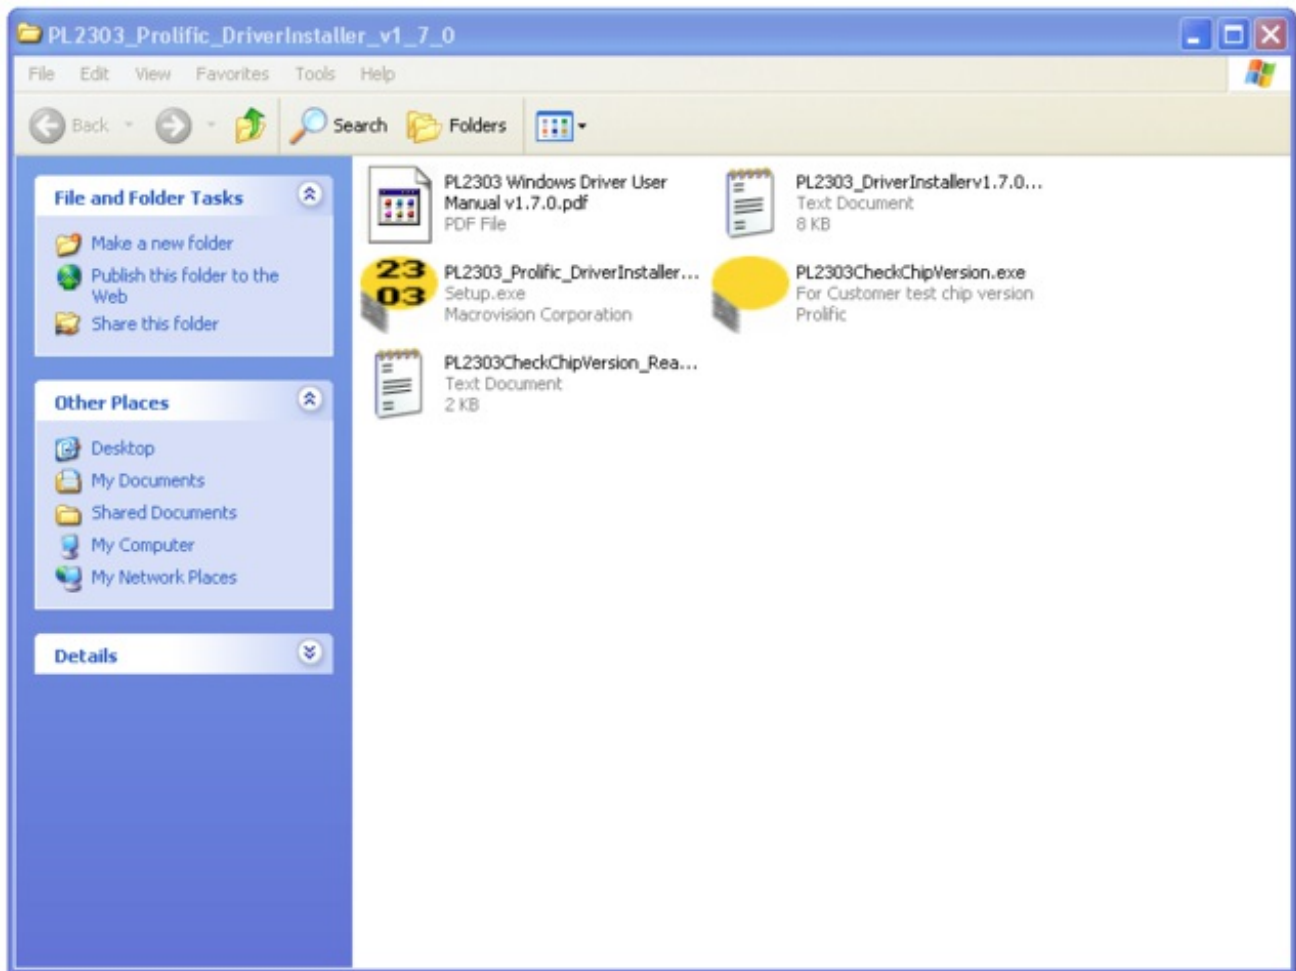 PL2303_Prolific_DriverInstaller_v1_7_0
File Edit View Favorites Tools Help
Back Search Folders
File and Folder Tasks
Make a new folder
Publish this folder to the
Web
Share this folder
Other Places
Desktop
My Documents
Shared Documents
My Computer
My Network Places
Details
PL2303 Windows Driver User
Manual v1.7.0.pdf
PDF File
PL2303_DriverInstallerv1.7.0...
Text Document
8 KB
23
03
PL2303_Prolific_DriverInstaller...
Setup.exe
Macrovision Corporation
PL2303CheckChipVersion.exe
For Customer test chip version
Prolific
PL2303CheckChipVersion_Rea...
Text Document
2 KB